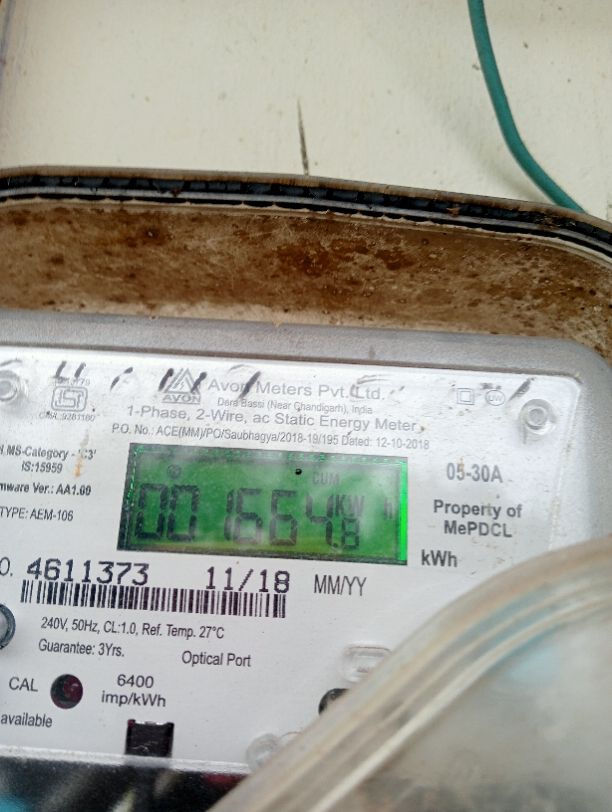 AVON
Avon Meters Pvt. Ltd.
Dera Bassi (Near Chandigarh), India
1-Phase, 2-Wire, ac Static Energy Meter
P.O. No.: ACE(MM)/PO/Saubhagya/2018-19/195 Dated: 12-10-2018
MS-Category -
IS:15959
mware Ver.: AA1.00
TYPE: AEM-106
CUM
001664.8 KW h
05-30A
Property of
MePDCL
kWh
O. 4611373 11/18 MM/YY
240V, 50Hz, CL:1.0, Ref. Temp. 27°C
Guarantee: 3Yrs.
Optical Port
CAL
6400
imp/kWh
available